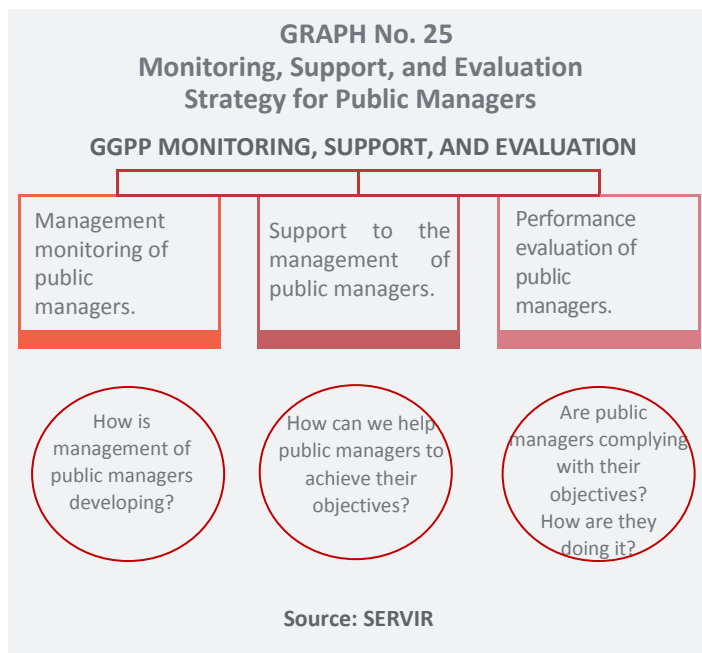 GRAPH No. 25
Monitoring, Support, and Evaluation
Strategy for Public Managers
GGPP MONITORING, SUPPORT, AND EVALUATION
Management
monitoring of
public
managers.
Support to the
management of
public managers.
Performance
evaluation of
public
managers.
How is
management of
public managers
developing?
How can we help
public managers to
achieve their
objectives?
Are public
managers complying
with their
objectives?
How are they
doing it?
Source: SERVIR